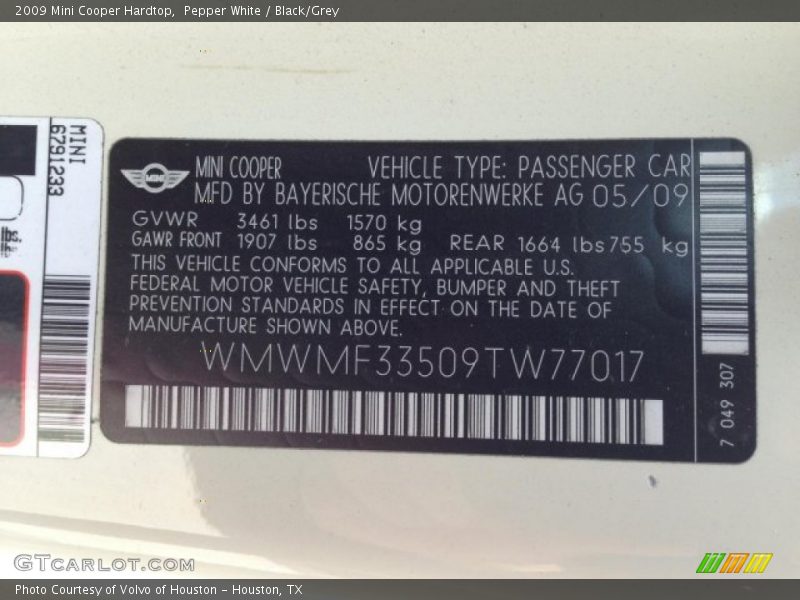 2009 Mini Cooper Hardtop, Pepper White / Black/Grey
MINI
6791233
MINI
MINI COOPER VEHICLE TYPE: PASSENGER CAR
MFD BY BAYERISCHE MOTORENWERKE AG 05/09
GVWR 3461 lbs 1570 kg
GAWR FRONT 1907 lbs 865 kg REAR 1664 lbs 755 kg
THIS VEHICLE CONFORMS TO ALL APPLICABLE U.S.
FEDERAL MOTOR VEHICLE SAFETY, BUMPER AND THEFT
PREVENTION STANDARDS IN EFFECT ON THE DATE OF
MANUFACTURE SHOWN ABOVE.
WMWMF33509TW77017
7 049 307
GTCARLOT.COM
Photo Courtesy of Volvo of Houston - Houston, TX